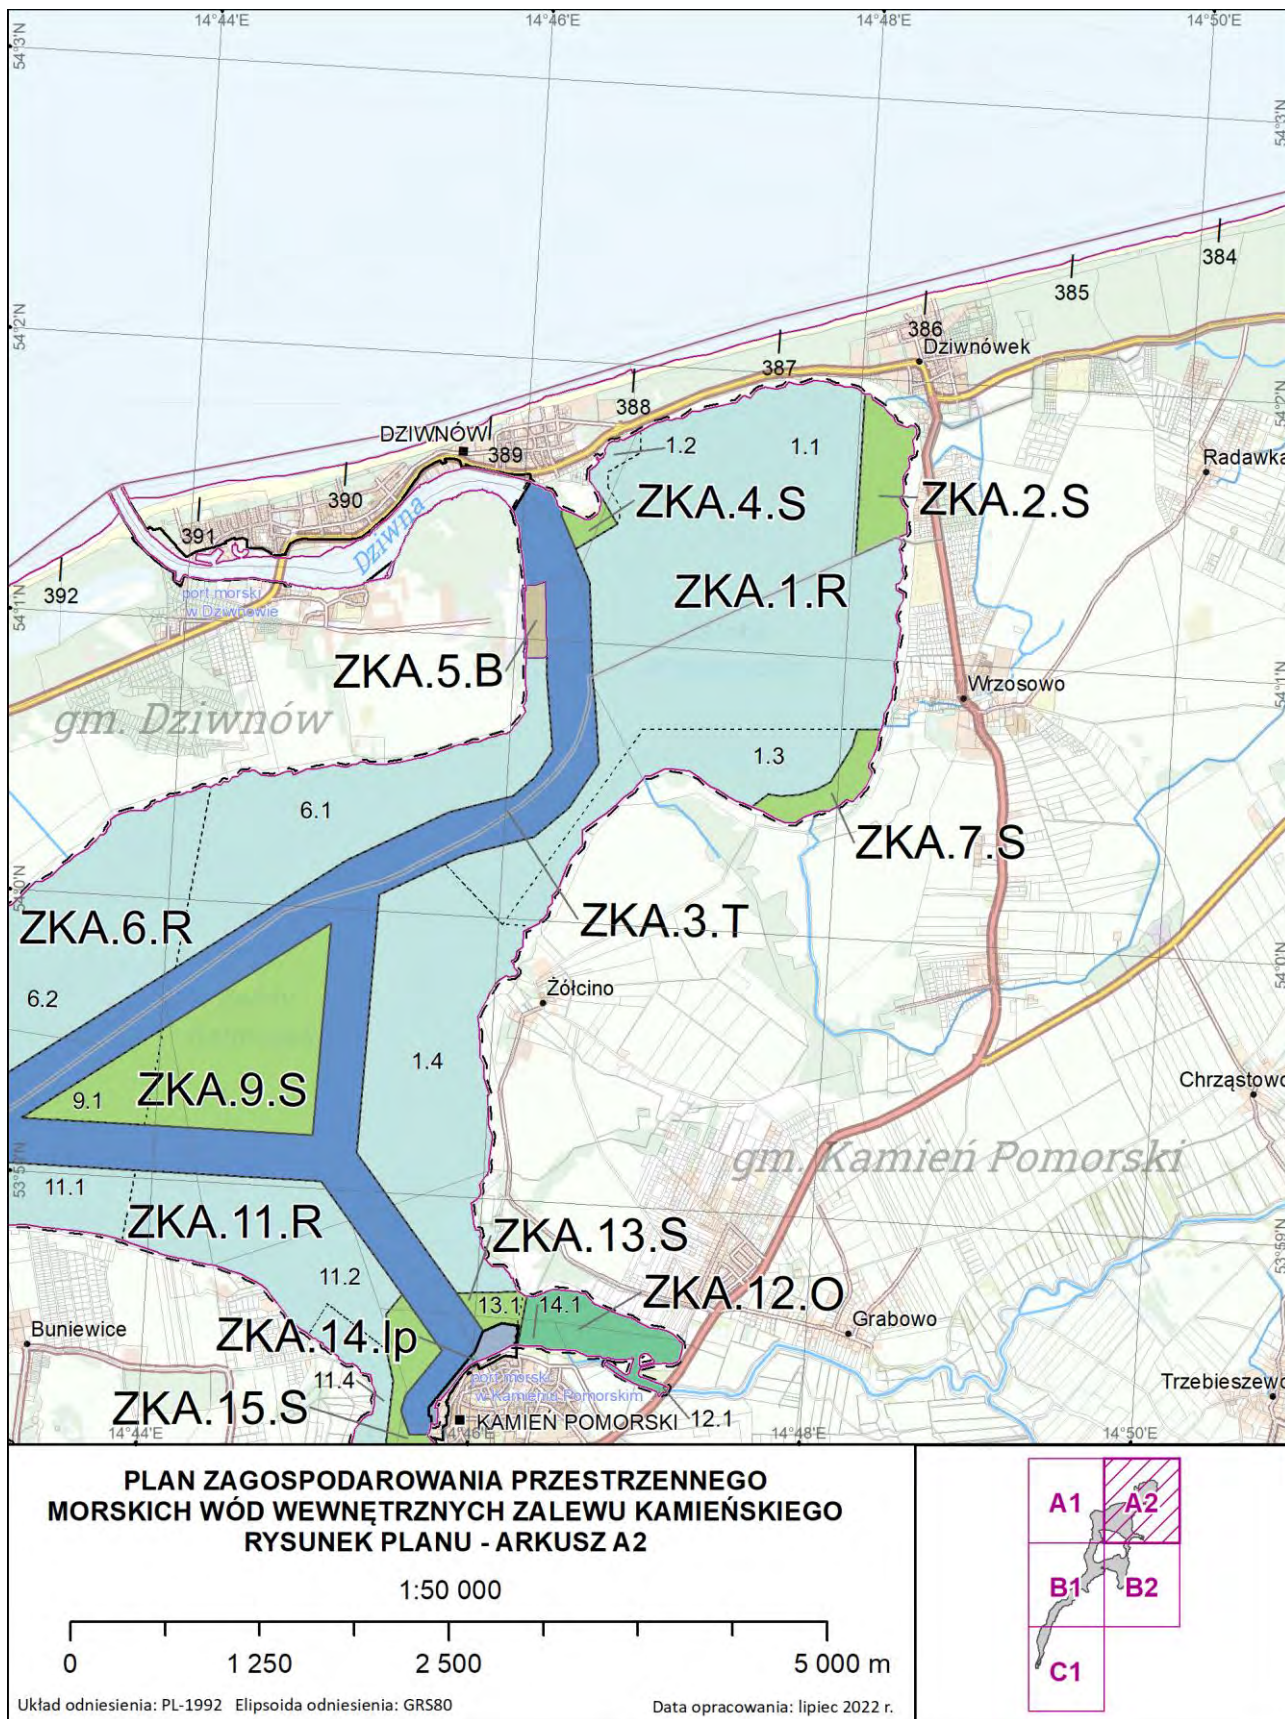 14°44'E
14°46'E
14°48'E
14°50'E
54°3'N
54°3'N
384
385
386
Dziwnówek
387
388
54°2'N
54°2'N
DZIWNÓW
389
1.2
1.1
Radawka
390
ZKA.4.S
ZKA.2.S
391
Dziwna
392
port morski
w Dziwnowie
ZKA.1.R
54°1'N
54°1'N
ZKA.5.B
Wrzosowo
gm. Dziwnów
1.3
6.1
ZKA.7.S
54°0'N
54°0'N
ZKA.6.R
ZKA.3.T
Żółcino
6.2
1.4
9.1
ZKA.9.S
Chrząstowo
gm. Kamień Pomorski
11.1
ZKA.11.R
ZKA.13.S
53°59'N
11.2
13.1
14.1
ZKA.12.O
Buniewice
ZKA.14.Ip
Grabowo
11.4
port morski
w Kamieniu Pomorskim
Trzebieszewo
ZKA.15.S
KAMIEŃ POMORSKI
12.1
14°44'E
14°46'E
14°48'E
14°50'E
PLAN ZAGOSPODAROWANIA PRZESTRZENNEGO
MORSKICH WÓD WEWNĘTRZNYCH ZALEWU KAMIEŃSKIEGO
RYSUNEK PLANU - ARKUSZ A2
1:50 000
0 1 250 2 500 5 000 m
Układ odniesienia: PL-1992 Elipsoida odniesienia: GRS80
Data opracowania: lipiec 2022 r.
A1
A2
B1
B2
C1